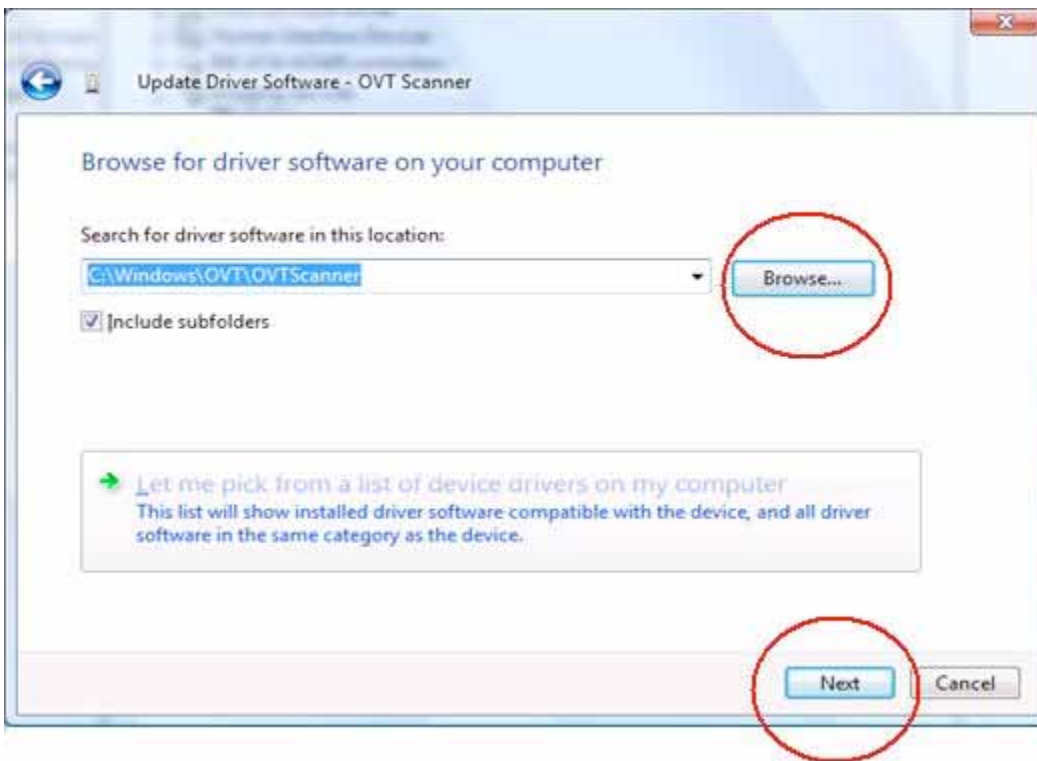 Update Driver Software - OVT Scanner
Browse for driver software on your computer
Search for driver software in this location:
C:\Windows\OVT\OVTScanner
Browse...
Include subfolders
Let me pick from a list of device drivers on my computer
This list will show installed driver software compatible with the device, and all driver
software in the same category as the device.
Next
Cancel